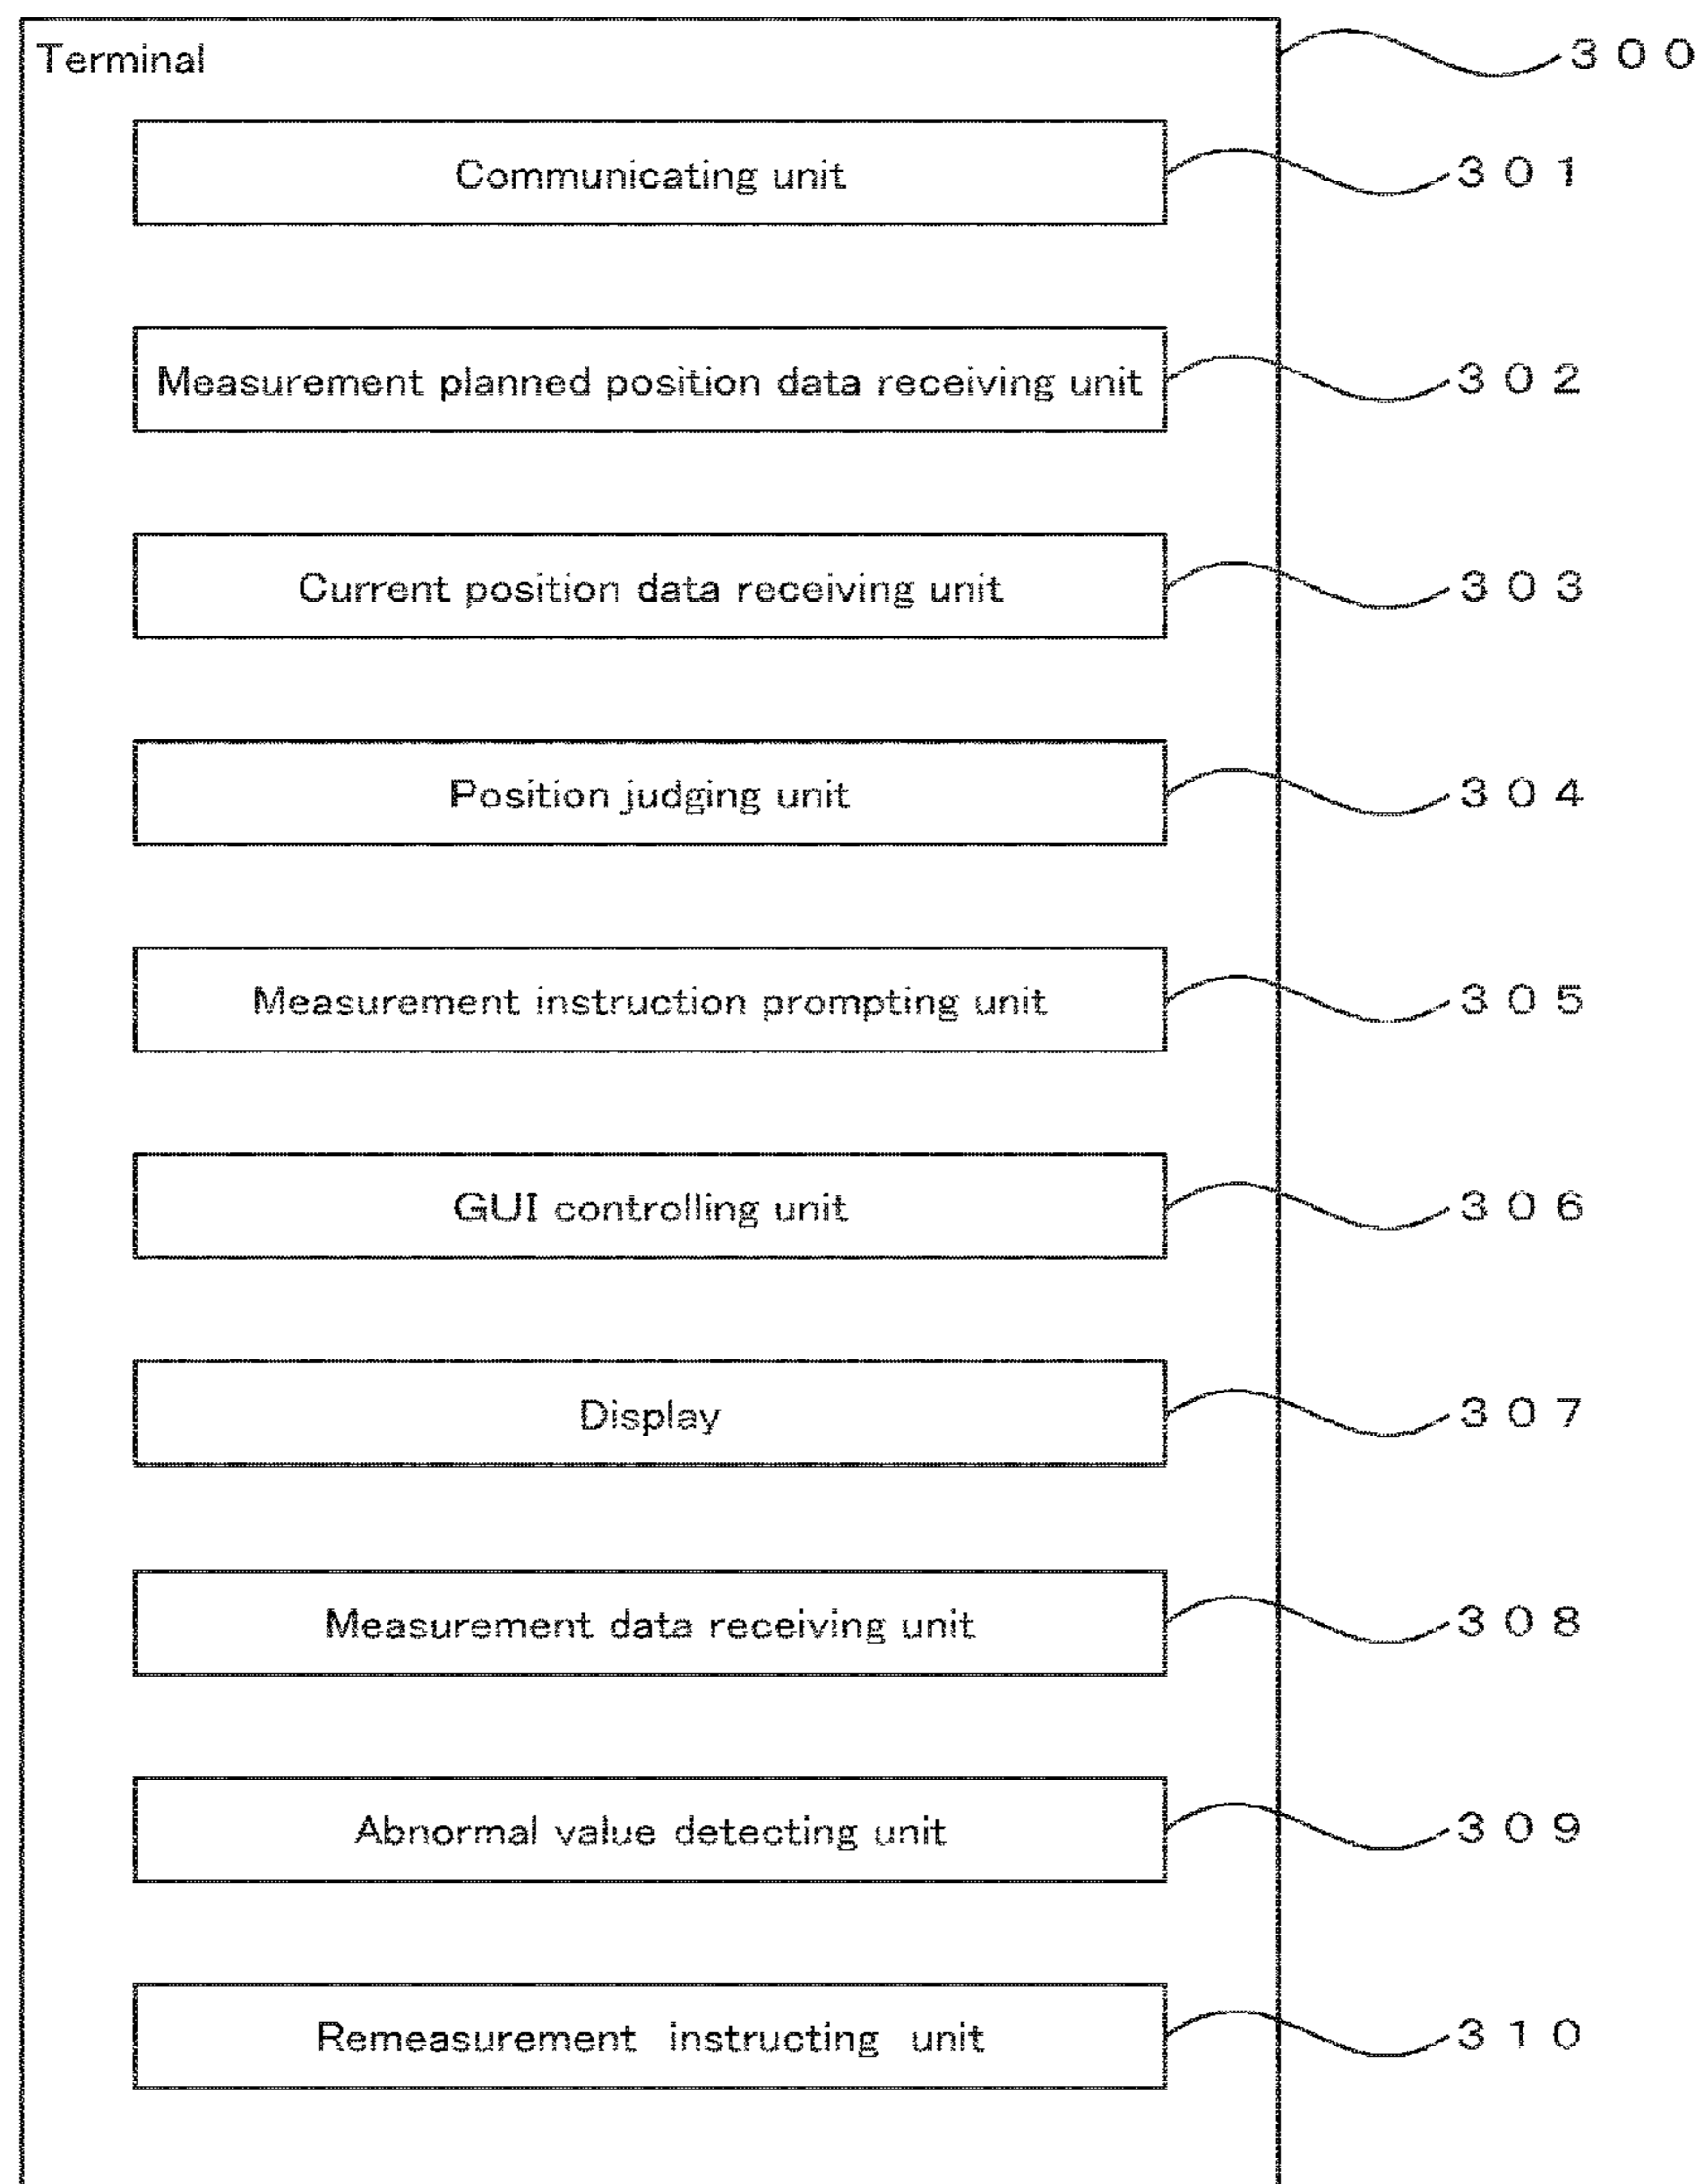 Terminal
300
Communicating unit
301
Measurement planned position data receiving unit
302
Current position data receiving unit
303
Position judging unit
304
Measurement instruction prompting unit
305
GUI controlling unit
306
Display
307
Measurement data receiving unit
308
Abnormal value detecting unit
309
Remeasurement instructing unit
310